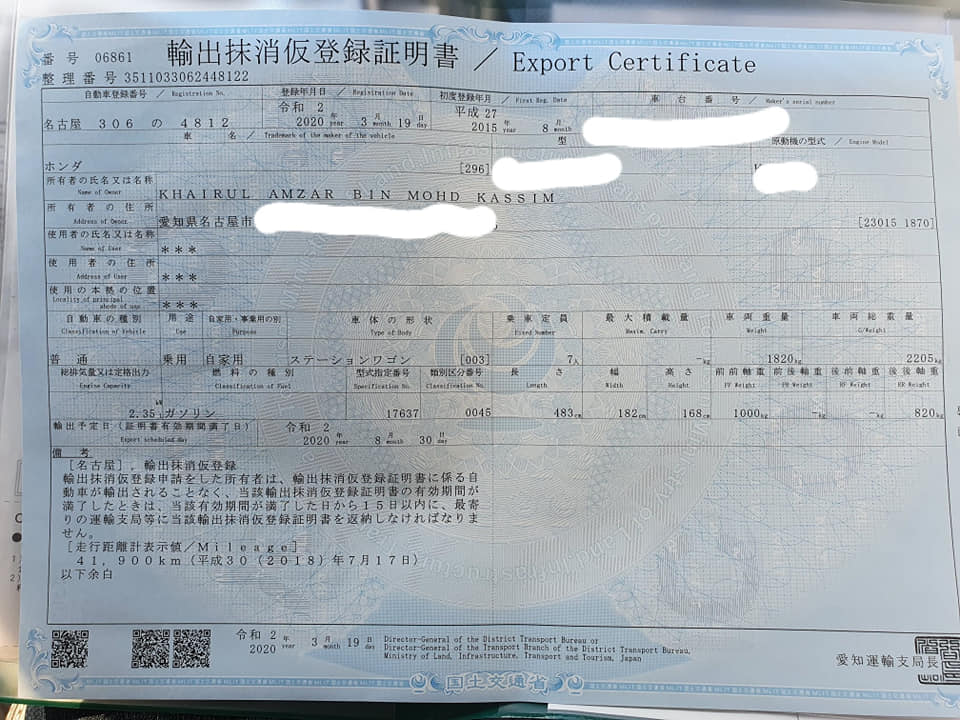 番号 06861
輸出抹消仮登録証明書 / Export Certificate
整理番号 3511033062448122
自動車登録番号 / Registration No. 登録年月日 / Registration Date 初度登録年月 / First Reg. Date 車台番号 / Maker's serial number
名古屋 306 の 4812 令和 2 2020 年 year 3 月 month 19 日 day 平成 27 2015 年 year 8 月 month
車名 / Trademark of the maker of the vehicle 型 原動機の型式 / Engine Model
ホンダ [296]
所有者の氏名又は名称 Name of Owner KHAIRUL AMZAR BIN MOHD KASSIM
所有者の住所 Address of Owner 愛知県名古屋市 [23015 1870]
使用者の氏名又は名称 Name of User ***
使用者の住所 Address of User ***
使用の本拠の位置 Locality of principal abode of use ***
自動車の種別 用途 自家用・事業用の別 車体の形状 乗車定員 最大積載量 車両重量 車両総重量
Classification of Vehicle Use Purpose Type of Body Fixed Number Maxim. Carry Weight G/Weight
普通 乗用 自家用 ステーションワゴン [003] 7人 -kg 1820kg 2205kg
総排気量又は定格出力 燃料の種別 型式指定番号 類別区分番号 長さ 幅 高さ 前前軸重 前後軸重 後前軸重 後後軸重
Engine Capacity Classification of Fuel Specification No. Classification No. Length Width Height FF Weight FR Weight RF Weight RR Weight
kW
2.35 l ガソリン 17637 0045 483cm 182cm 168cm 1000kg -kg -kg 820kg
輸出予定日(証明書有効期間満了日) Export scheduled day 令和 2 2020 年 year 8 月 month 30 日 day
備考
[名古屋],輸出抹消仮登録
輸出抹消仮登録申請をした所有者は、輸出抹消仮登録証明書に係る自
動車が輸出されることなく、当該輸出抹消仮登録証明書の有効期間が
満了したときは、当該有効期間が満了した日から15日以内に、最寄
りの運輸支局等に当該輸出抹消仮登録証明書を返納しなければなりま
せん。
[走行距離計表示値/Mileage]
41,900km(平成30(2018)年7月17日)
以下余白
令和 2 2020 年 year 3 月 month 19 日 day
Director-General of the District Transport Bureau or
Director-General of the Transport Branch of the District Transport Bureau,
Ministry of Land, Infrastructure, Transport and Tourism, Japan
愛知運輸支局長
国土交通省